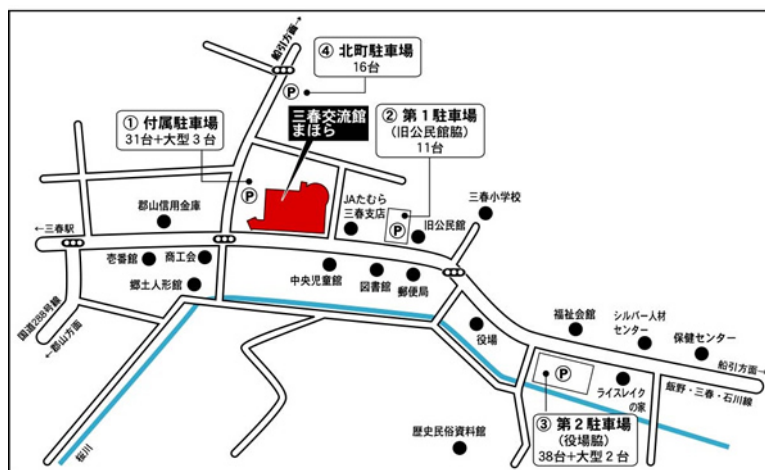 船引方面→
④ 北町駐車場
16台
① 付属駐車場
31台+大型3台
三春交流館
まほら
② 第1駐車場
(旧公民館脇)
11台
P
P
P
郡山信用金庫
JAたむら
三春支店
旧公民館
三春小学校
←三春駅
壱番館
商工会
郷土人形館
中央児童館
図書館
郵便局
国道288号線
←郡山方面
役場
福祉会館
シルバー人材
センター
保健センター
船引方面→
P
ライスレイク
の家
飯野・三春・石川線
③ 第2駐車場
(役場脇)
38台+大型2台
歴史民俗資料館
桜川